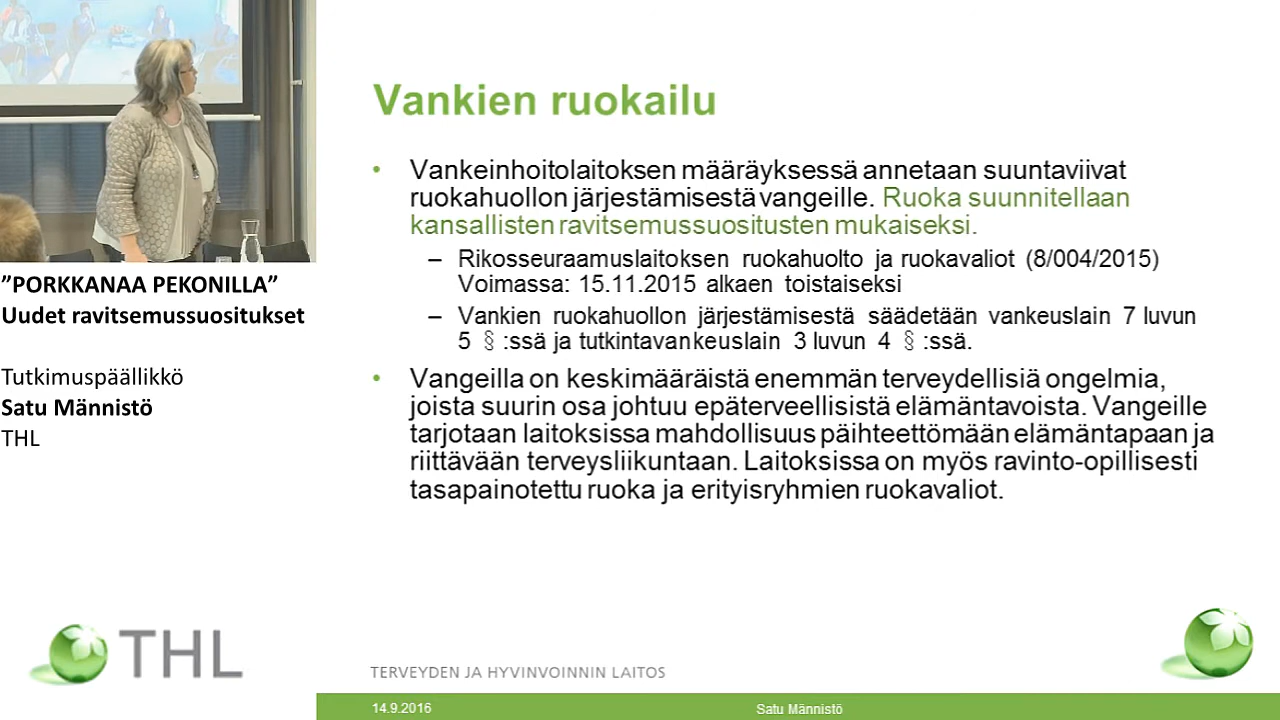 Vankien ruokailu
• Vankeinhoitolaitoksen määräyksessä annetaan suuntaviivat
ruokahuollon järjestämisestä vangeille. Ruoka suunnitellaan
kansallisten ravitsemussuositusten mukaiseksi.
– Rikosseuraamuslaitoksen ruokahuolto ja ruokavaliot (8/004/2015)
Voimassa: 15.11.2015 alkaen toistaiseksi
– Vankien ruokahuollon järjestämisestä säädetään vankeuslain 7 luvun
5 § :ssä ja tutkintavankeuslain 3 luvun 4 § :ssä.
• Vangeilla on keskimääräistä enemmän terveydellisiä ongelmia,
joista suurin osa johtuu epäterveellisistä elämäntavoista. Vangeille
tarjotaan laitoksissa mahdollisuus päihteettömään elämäntapaan ja
riittävään terveysliikuntaan. Laitoksissa on myös ravinto-opillisesti
tasapainotettu ruoka ja erityisryhmien ruokavaliot.
”PORKKANAA PEKONILLA”
Uudet ravitsemussuositukset
Tutkimuspäällikkö
Satu Männistö
THL
THL
TERVEYDEN JA HYVINVOINNIN LAITOS
14.9.2016
Satu Männistö